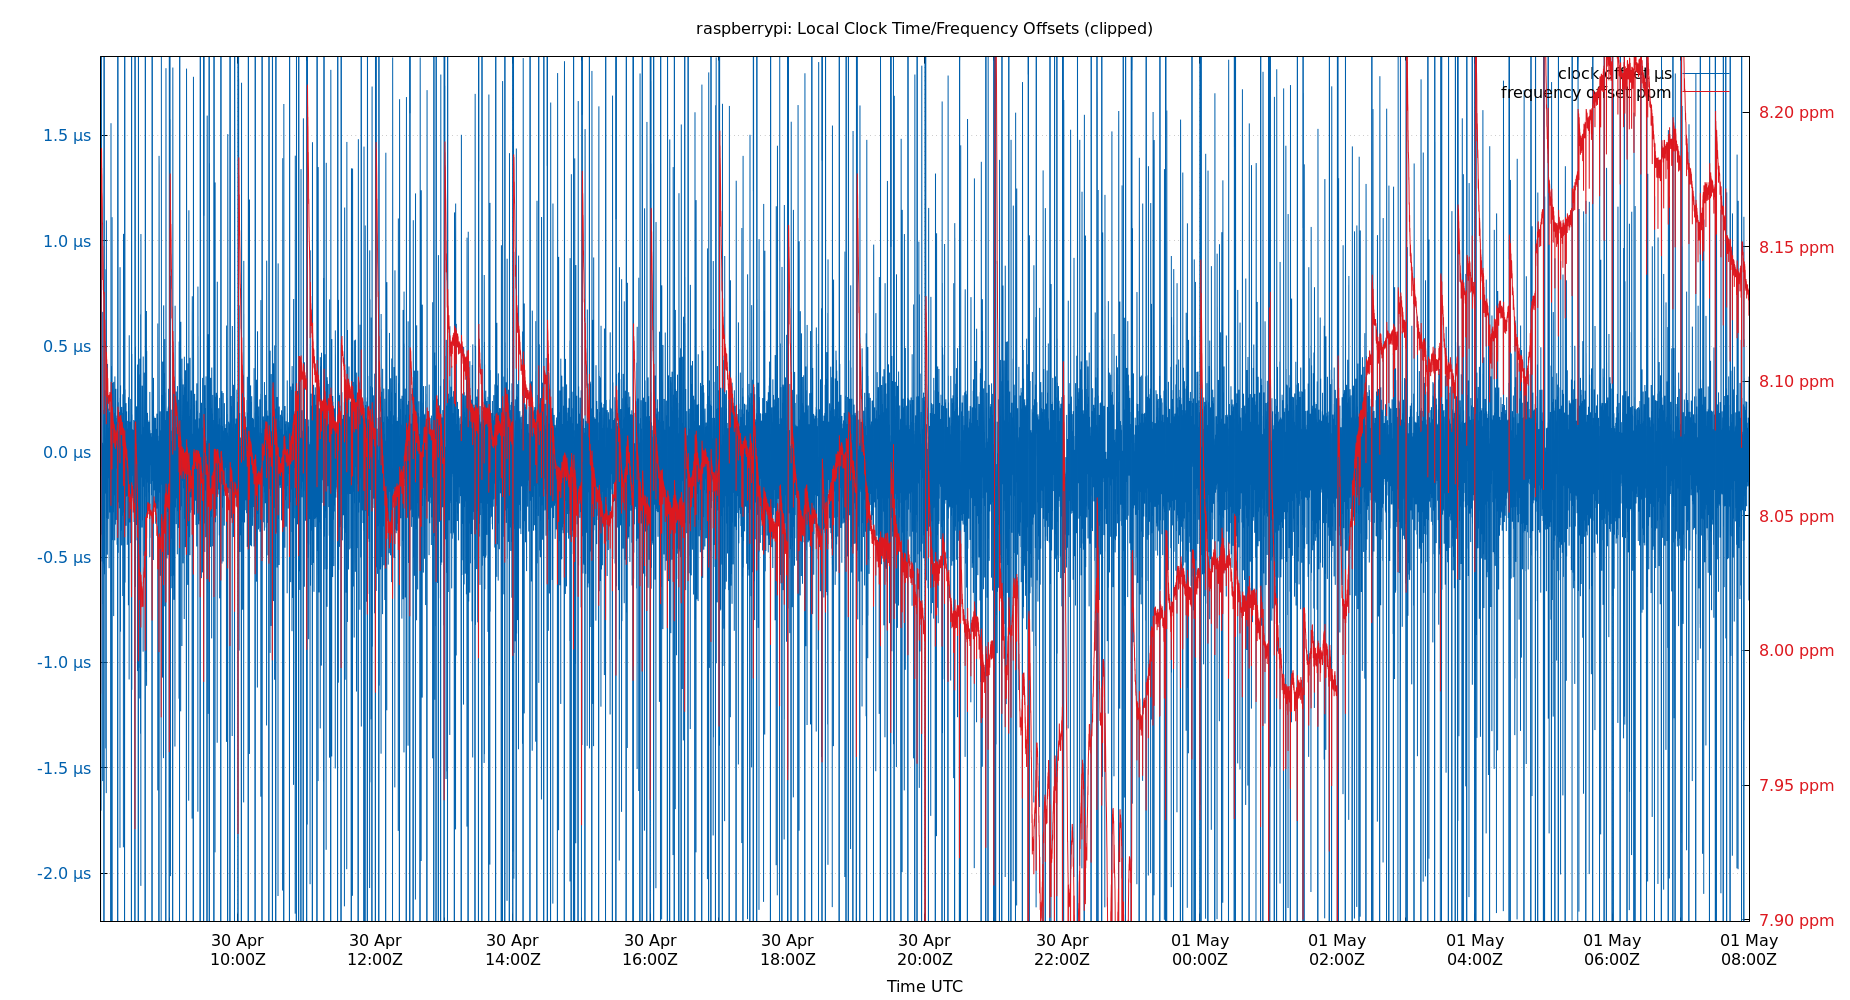 raspberrypi: Local Clock Time/Frequency Offsets (clipped)
clock offset µs
frequency offset ppm
1.5 µs
1.0 µs
0.5 µs
0.0 µs
-0.5 µs
-1.0 µs
-1.5 µs
-2.0 µs
8.20 ppm
8.15 ppm
8.10 ppm
8.05 ppm
8.00 ppm
7.95 ppm
7.90 ppm
30 Apr 30 Apr 30 Apr 30 Apr 30 Apr 30 Apr 30 Apr 01 May 01 May 01 May 01 May 01 May
10:00Z 12:00Z 14:00Z 16:00Z 18:00Z 20:00Z 22:00Z 00:00Z 02:00Z 04:00Z 06:00Z 08:00Z
Time UTC